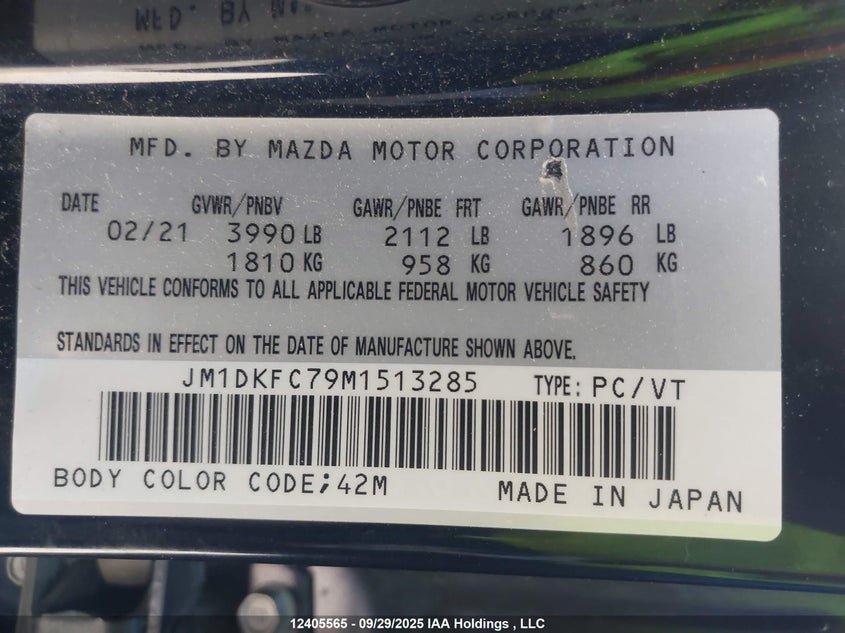 MFD. BY MAZDA MOTOR CORPORATION
DATE GVWR/PNBV GAWR/PNBE FRT GAWR/PNBE RR
02/21 3990 LB 2112 LB 1896 LB
1810 KG 958 KG 860 KG
THIS VEHICLE CONFORMS TO ALL APPLICABLE FEDERAL MOTOR VEHICLE SAFETY
STANDARDS IN EFFECT ON THE DATE OF MANUFACTURE SHOWN ABOVE.
JM1DKFC79M1513285 TYPE: PC/VT
BODY COLOR CODE;42M MADE IN JAPAN
12405565 - 09/29/2025 IAA Holdings , LLC